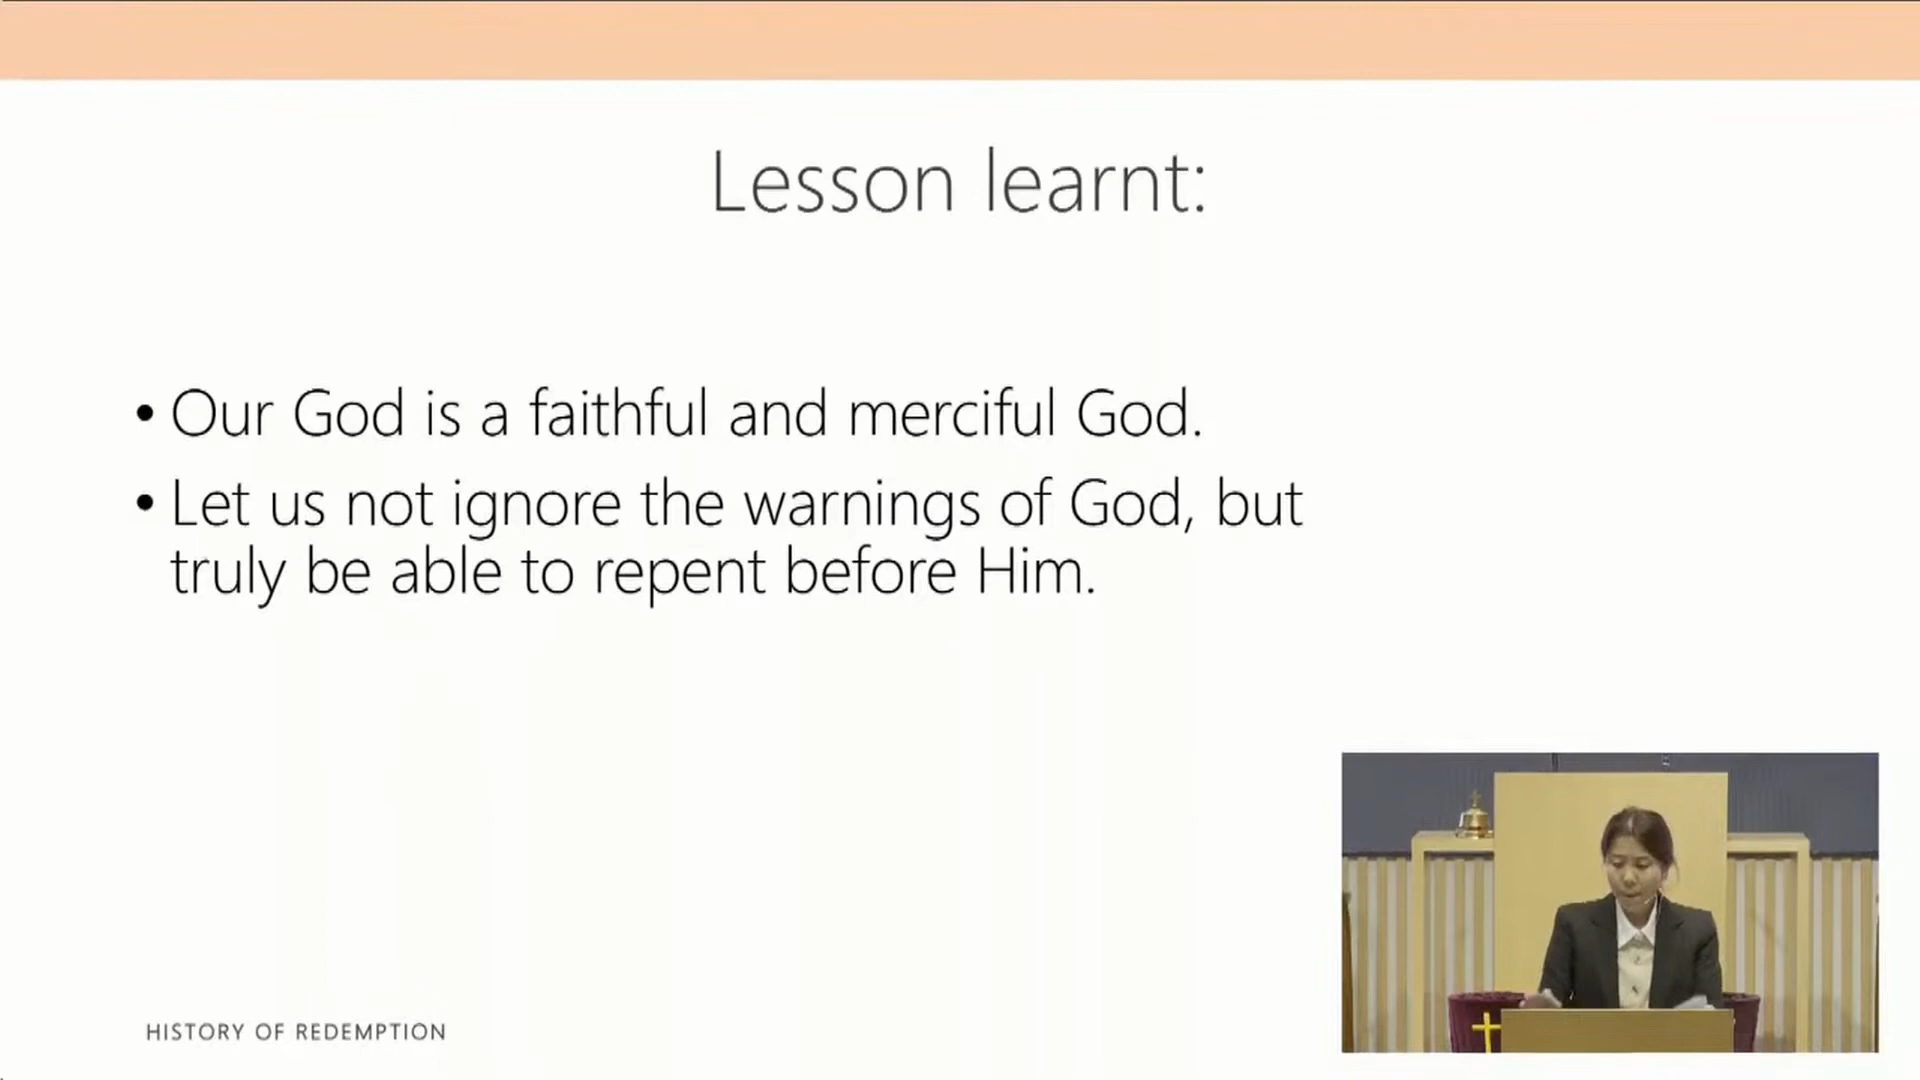 Lesson learnt:
• Our God is a faithful and merciful God.
• Let us not ignore the warnings of God, but
truly be able to repent before Him.
HISTORY OF REDEMPTION